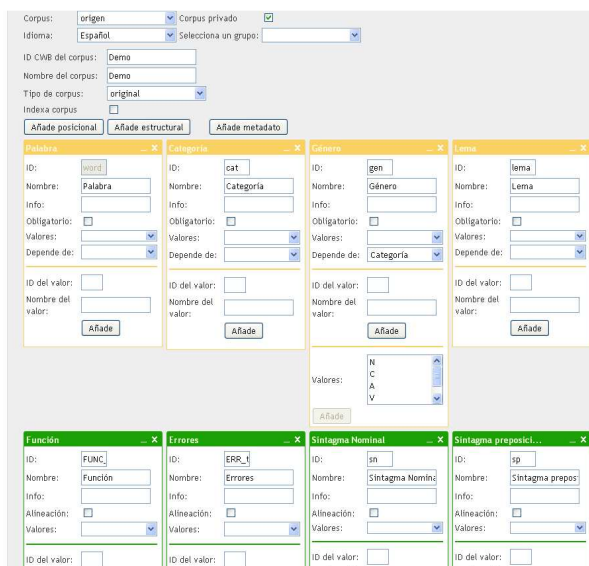 Corpus: origen Corpus privado
Idioma: Español Selecciona un grupo:
ID CWB del corpus: Demo
Nombre del corpus: Demo
Tipo de corpus: original
Indexa corpus
Añade posicional Añade estructural Añade metadato
Palabra _ X Categoría _ X Género _ X Lema _ X
ID: word ID: cat ID: gen ID: lema
Nombre: Palabra Nombre: Categoría Nombre: Género Nombre: Lema
Info: Info: Info: Info:
Obligatorio: Obligatorio: Obligatorio: Obligatorio:
Valores: Valores: Valores: Valores:
Depende de: Depende de: Depende de: Categoría Depende de:
ID del valor: ID del valor: ID del valor: ID del valor:
Nombre del valor: Nombre del valor: Nombre del valor: Nombre del valor:
Añade Añade Añade Añade
Valores: N
C
A
V
Añade
Función _ X Errores _ X Sintagma Nominal _ X Sintagma preposici... _ X
ID: FUNC_ ID: ERR_t ID: sn ID: sp
Nombre: Función Nombre: Errores Nombre: Sintagma Nomina Nombre: Sintagma prepos
Info: Info: Info: Info:
Alineación: Alineación: Alineación: Alineación:
Valores: Valores: Valores: Valores:
ID del valor: ID del valor: ID del valor: ID del valor: